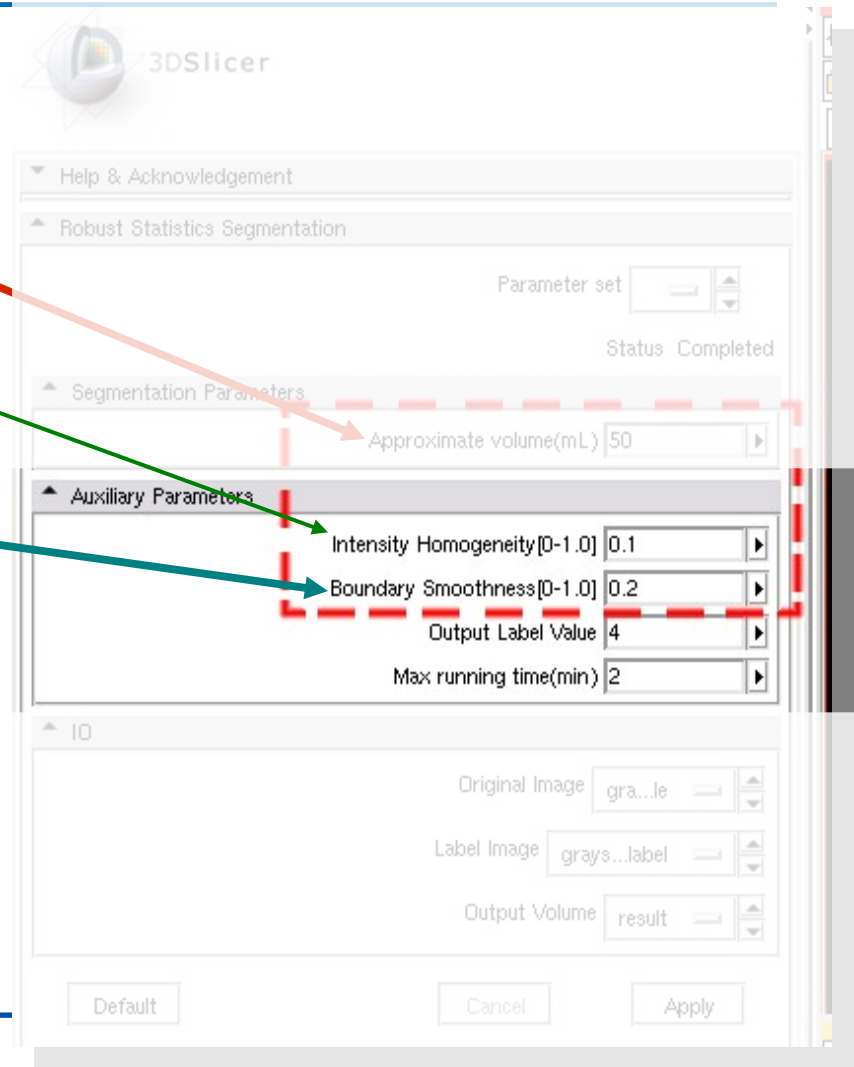 3DSlicer
Help & Acknowledgement
Robust Statistics Segmentation
Parameter set
Status Completed
Segmentation Parameters
Approximate volume(mL) 50
Auxiliary Parameters
Intensity Homogeneity[0-1.0] 0.1
Boundary Smoothness[0-1.0] 0.2
Output Label Value 4
Max running time(min) 2
IO
Original Image gra...le
Label Image grays...label
Output Volume result
Default Cancel Apply